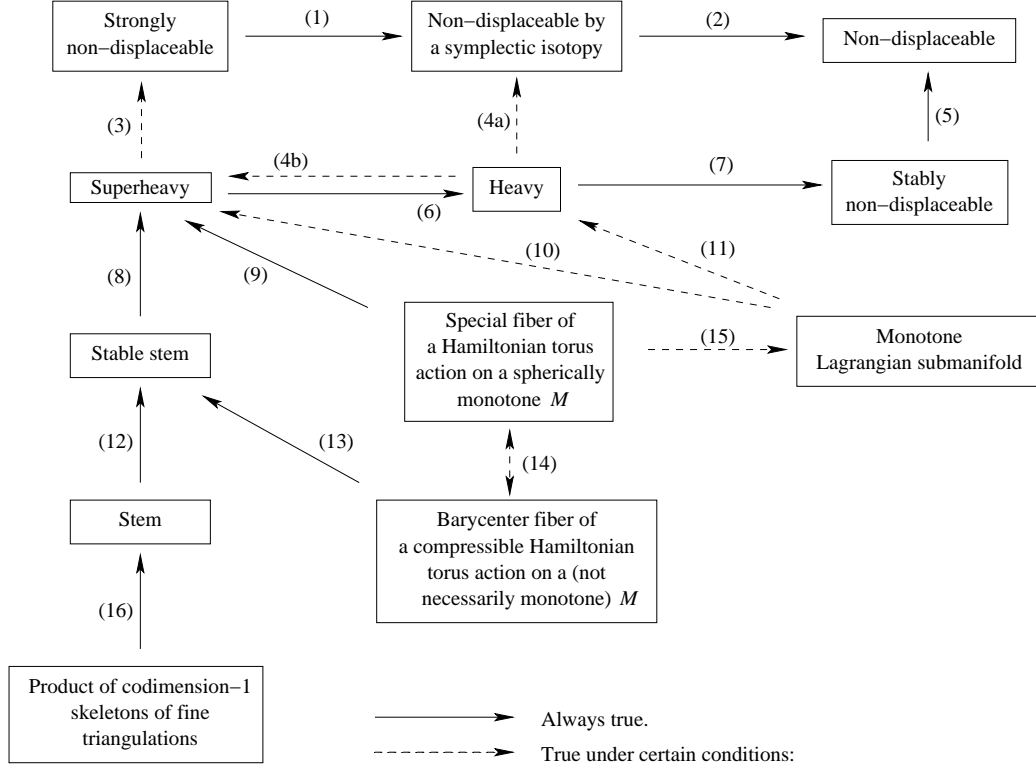 Strongly
non−displaceable
(1)
Non−displaceable by
a symplectic isotopy
(2)
Non−displaceable
(3)
(4a)
(5)
(4b)
Superheavy
(6)
Heavy
(7)
Stably
non−displaceable
(8)
(9)
(10)
(11)
Stable stem
Special fiber of
a Hamiltonian torus
action on a spherically
monotone M
(15)
Monotone
Lagrangian submanifold
(12)
(13)
(14)
Stem
Barycenter fiber of
a compressible Hamiltonian
torus action on a (not
necessarily monotone) M
(16)
Product of codimension−1
skeletons of fine
triangulations
Always true.
True under certain conditions: